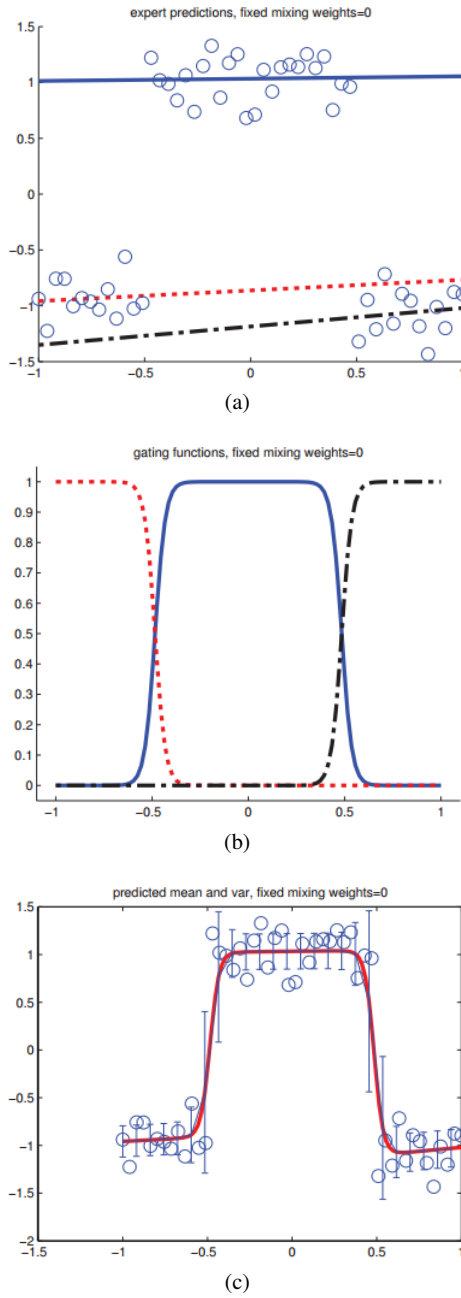 expert predictions, fixed mixing weights=0
1.5
1
0.5
0
−0.5
−1
−1.5
−1 −0.5 0 0.5 1
(a)
gating functions, fixed mixing weights=0
1
0.9
0.8
0.7
0.6
0.5
0.4
0.3
0.2
0.1
0
−1 −0.5 0 0.5 1
(b)
predicted mean and var, fixed mixing weights=0
1.5
1
0.5
0
−0.5
−1
−1.5
−2
−1.5 −1 −0.5 0 0.5 1
(c)